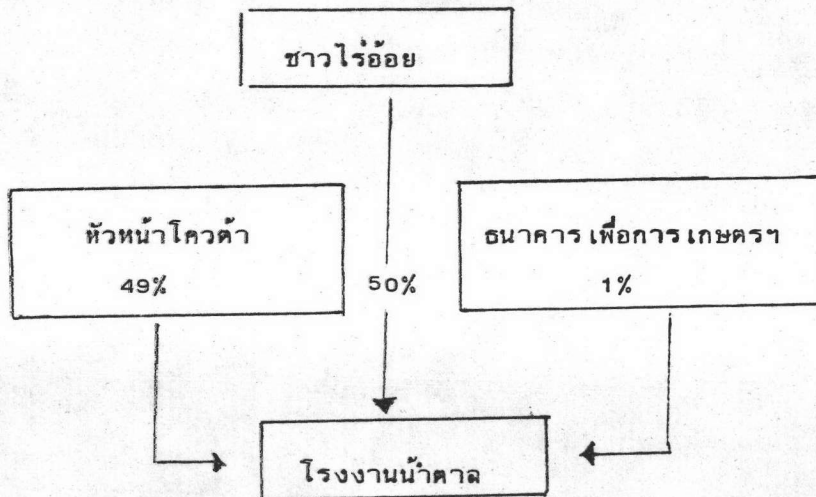 ชาวไร่อ้อย
หัวหน้าโควต้า
49%
50%
ธนาคาร เพื่อการ เกษตรฯ
1%
โรงงานน้ำตาล